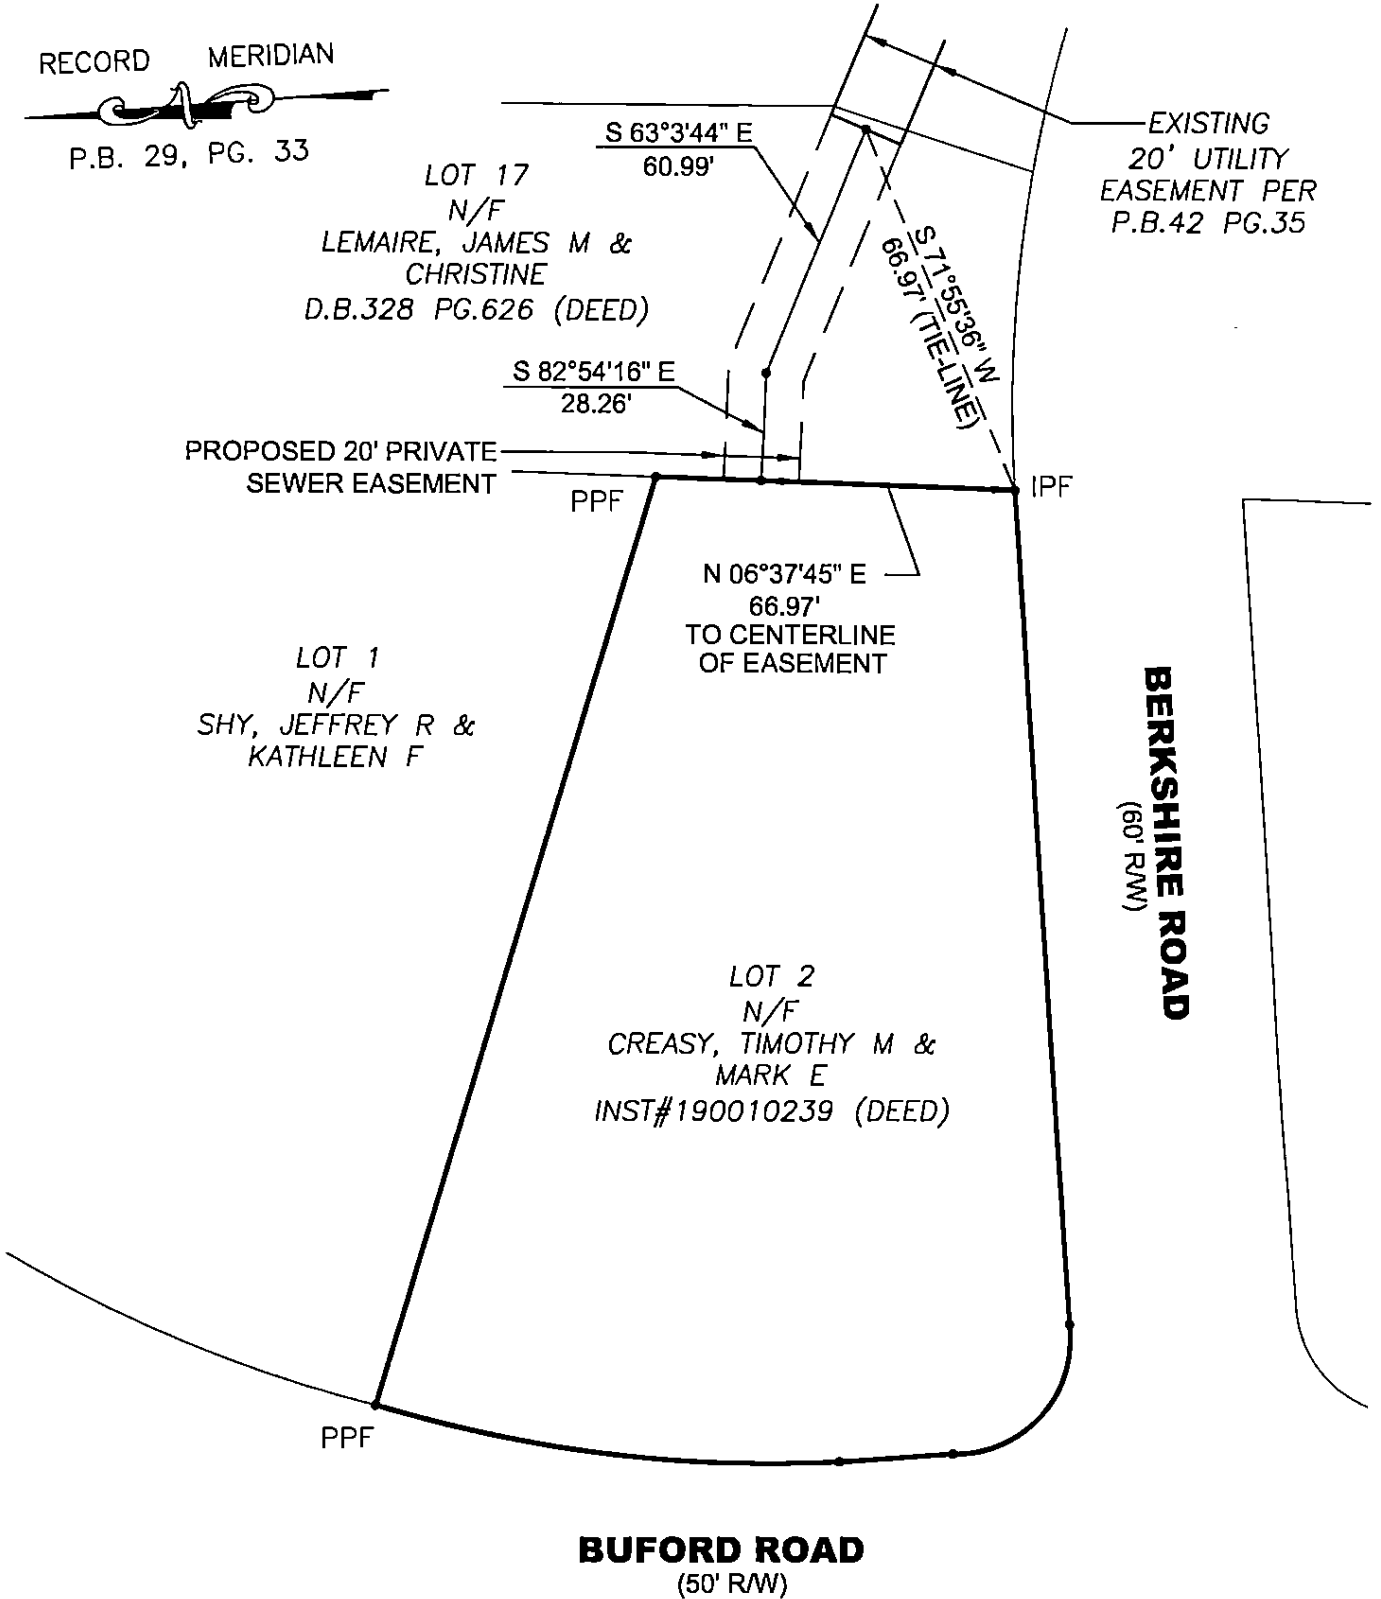 RECORD MERIDIAN
P.B. 29, PG. 33
LOT 17
N/F
LEMAIRE, JAMES M &
CHRISTINE
D.B.328 PG.626 (DEED)
S 63°3'44" E
60.99'
EXISTING
20' UTILITY
EASEMENT PER
P.B.42 PG.35
S 71°55'36" W
66.97' (TIE-LINE)
S 82°54'16" E
28.26'
PROPOSED 20' PRIVATE
SEWER EASEMENT
PPF
IPF
N 06°37'45" E
66.97'
TO CENTERLINE
OF EASEMENT
LOT 1
N/F
SHY, JEFFREY R &
KATHLEEN F
BERKSHIRE ROAD
(60' R/W)
LOT 2
N/F
CREASY, TIMOTHY M &
MARK E
INST#190010239 (DEED)
PPF
BUFORD ROAD
(50' R/W)